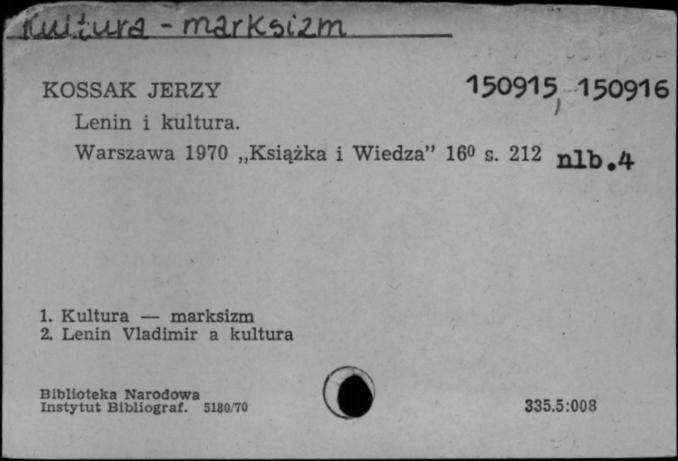 Kultura - marksizm
KOSSAK JERZY 150915, 150916
Lenin i kultura.
Warszawa 1970 „Książka i Wiedza” 16⁰ s. 212 nlb.4
1. Kultura — marksizm
2. Lenin Vladimir a kultura
Biblioteka Narodowa
Instytut Bibliograf. 5180/70 335.5:008